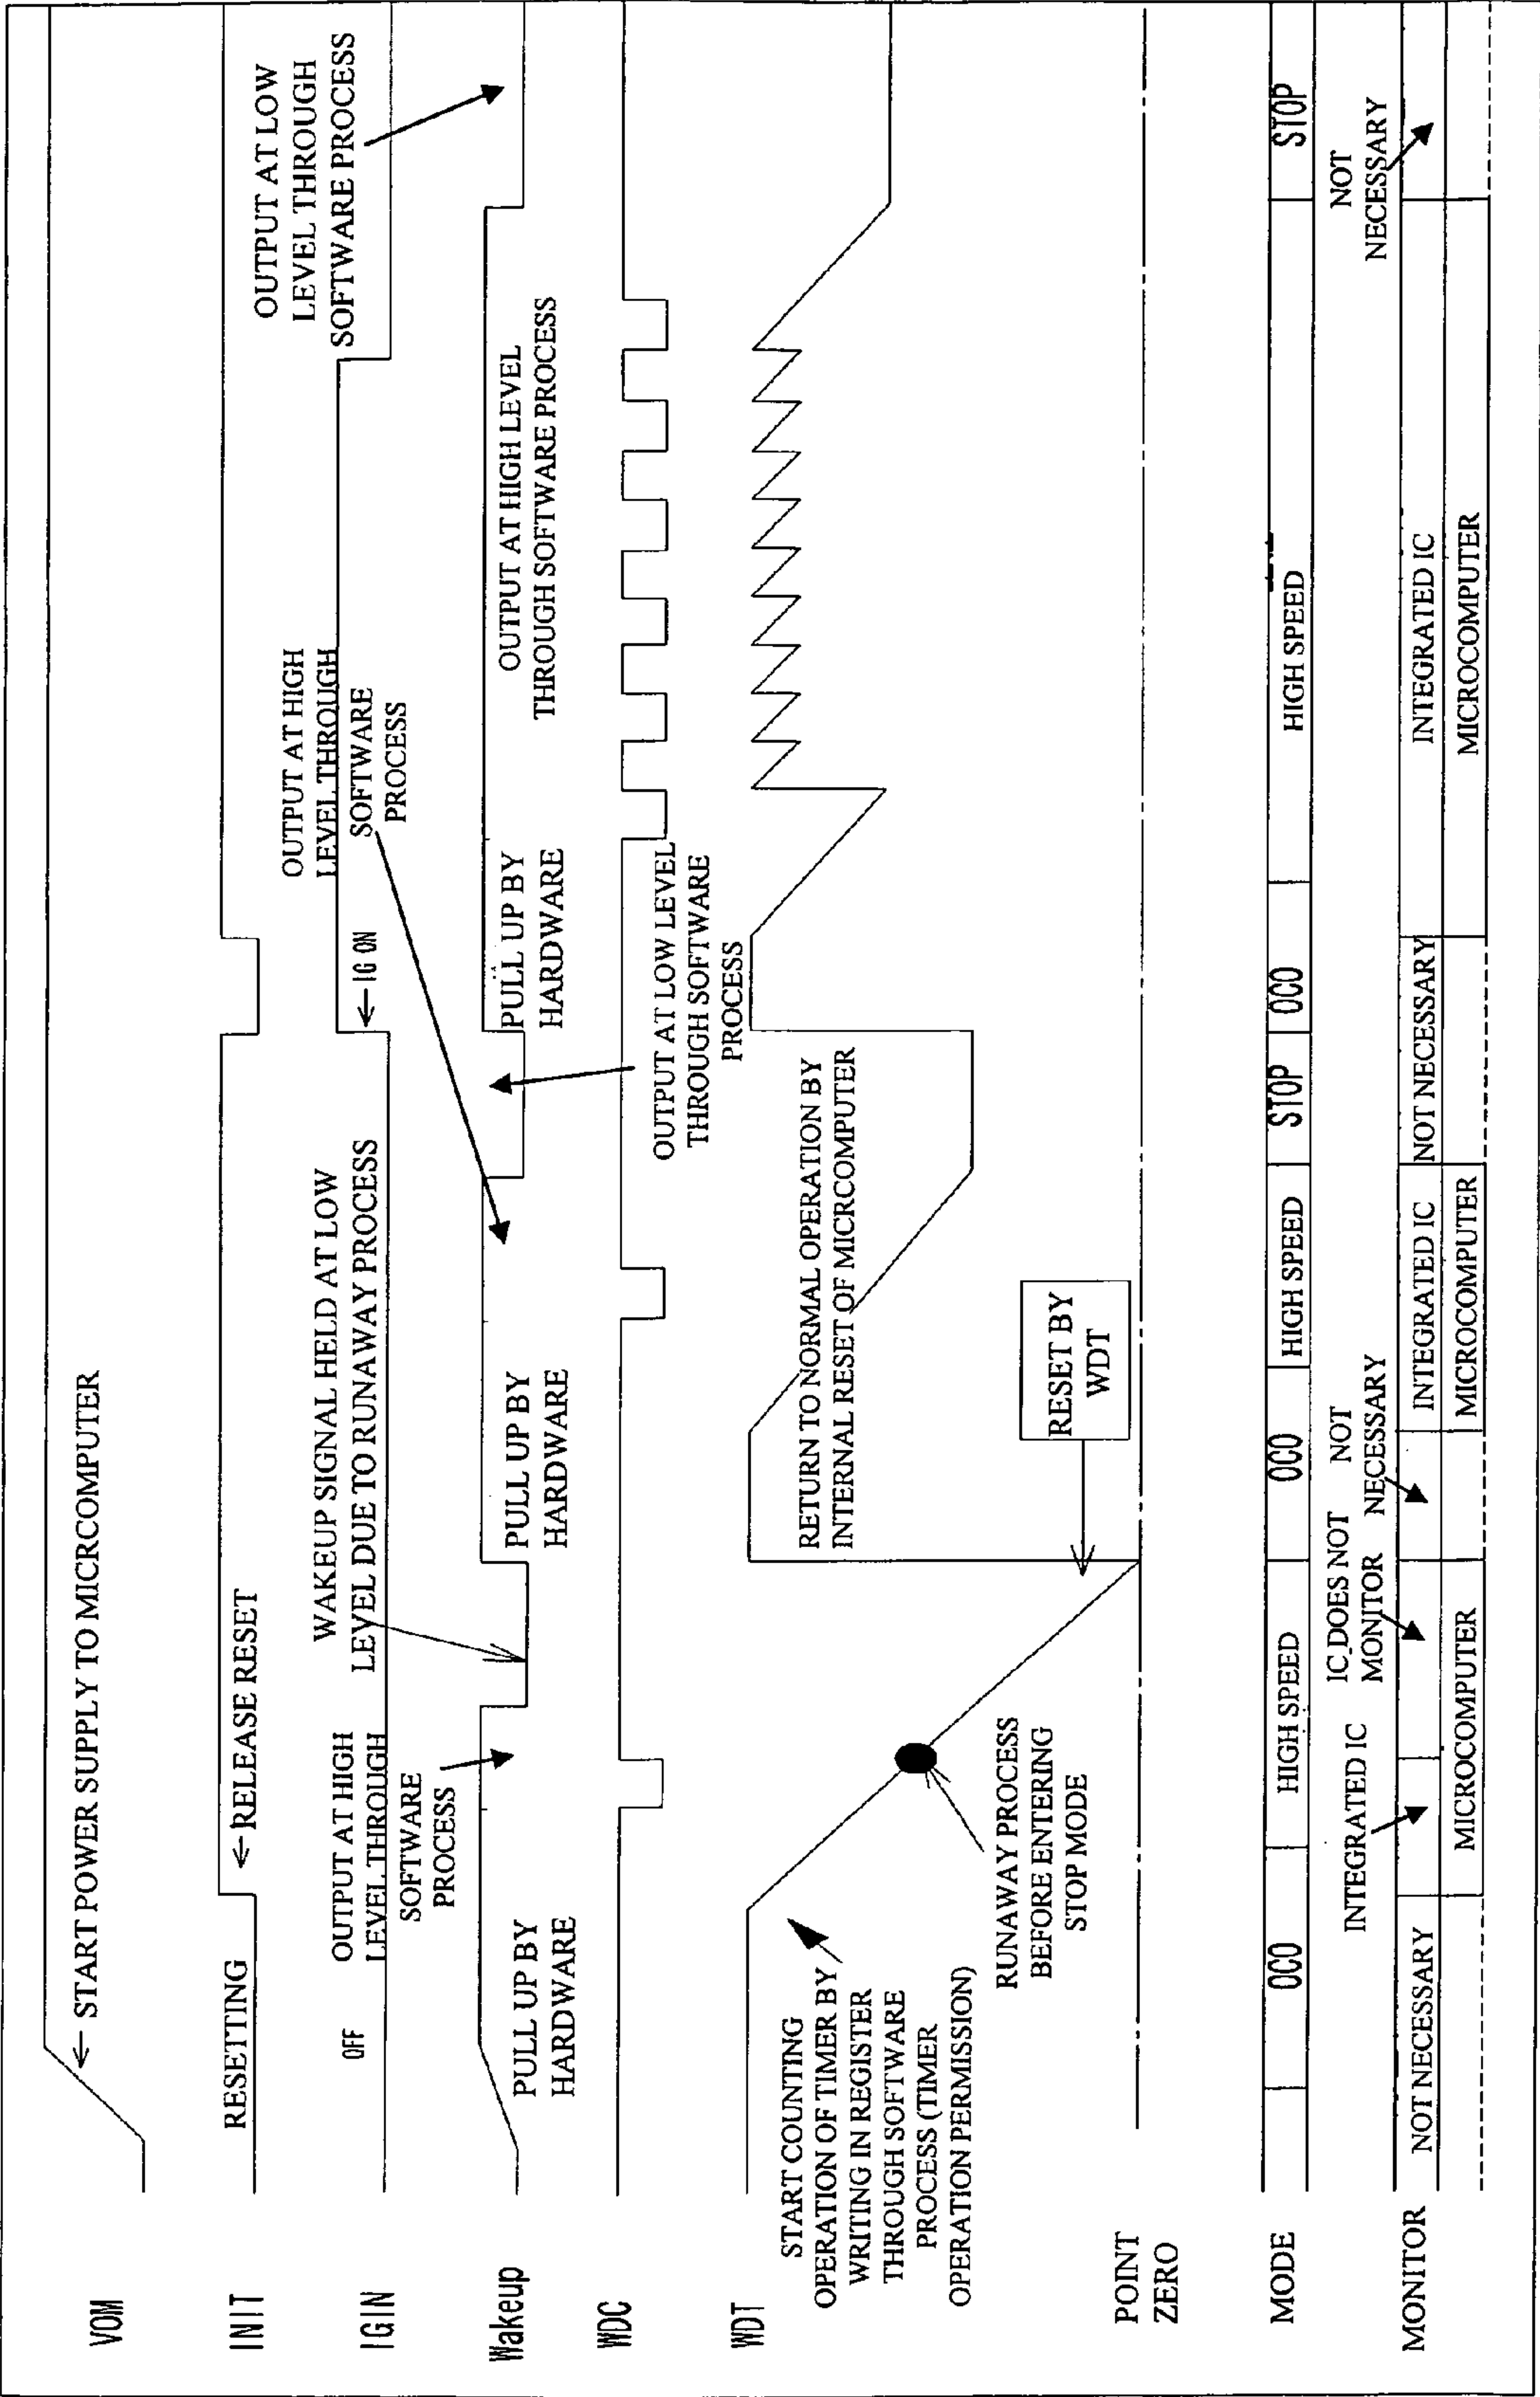 VOM
← START POWER SUPPLY TO MICRCOMPUTER
INIT
RESETTING
← RELEASE RESET
IGIN
OFF
← IG ON
OUTPUT AT HIGH
LEVEL THROUGH
SOFTWARE
PROCESS
WAKEUP SIGNAL HELD AT LOW
LEVEL DUE TO RUNAWAY PROCESS
OUTPUT AT HIGH
LEVEL THROUGH
SOFTWARE
PROCESS
OUTPUT AT LOW
LEVEL THROUGH
SOFTWARE PROCESS
Wakeup
PULL UP BY
HARDWARE
PULL UP BY
HARDWARE
PULL UP BY
HARDWARE
OUTPUT AT HIGH LEVEL
THROUGH SOFTWARE PROCESS
WDC
OUTPUT AT LOW LEVEL
THROUGH SOFTWARE
PROCESS
WDT
START COUNTING
OPERATION OF TIMER BY
WRITING IN REGISTER
THROUGH SOFTWARE
PROCESS (TIMER
OPERATION PERMISSION)
RUNAWAY PROCESS
BEFORE ENTERING
STOP MODE
RETURN TO NORMAL OPERATION BY
INTERNAL RESET OF MICRCOMPUTER
RESET BY
WDT
POINT
ZERO
MODE
OCO
HIGH SPEED
OCO
HIGH SPEED
STOP
OCO
HIGH SPEED
STOP
INTEGRATED IC
IC DOES NOT
MONITOR
NOT
NECESSARY
NOT
NECESSARY
MONITOR
NOT NECESSARY
INTEGRATED IC
NOT NECESSARY
INTEGRATED IC
MICROCOMPUTER
MICROCOMPUTER
MICROCOMPUTER